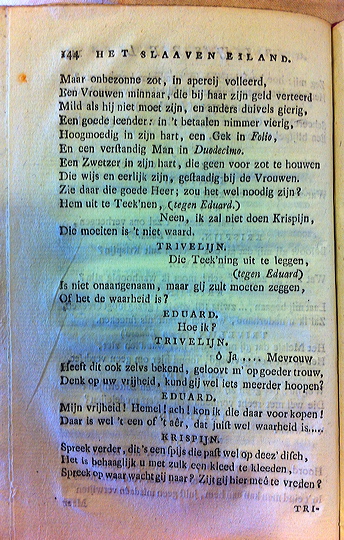 144 HET SLAAVEN EILAND.
Maar onbezonne zot, in apereij volleerd,
Een Vrouwen minnaar, die bij haar zijn geld verteerd
Mild als hij niet moet zijn, en anders duivels gierig,
Een goede leender: in 't betaalen nimmer vierig,
Hoogmoedig in zijn hart, een Gek in Folio,
En een verstandig Man in Duodecimo.
Een Zwetzer in zijn hart, die geen voor zot te houwen
Die wijs en eerlijk zijn, gestaadig bij de Vrouwen.
Zie daar die goede Heer; zou het wel noodig zijn?
Hem uit te Teek'nen, (tegen Eduard.)
Neen, ik zal niet doen Krispijn,
Die moeiten is 't niet waard.
TRIVELIJN.
Die Teek'ning uit te leggen,
(tegen Eduard)
Is niet onaangenaam, maar gij zult moeten zeggen,
Of het de waarheid is?
EDUARD.
Hoe ik?
TRIVELIJN.
ô Ja .... Mevrouw
Heeft dit ook zelvs bekend, gelooft m' op goeder trouw,
Denk op uw vrijheid, kund gij wel iets meerder hoopen?
EDUARD.
Mijn vrijheid! Hemel! ach! kon ik die daar voor kopen!
Daar is wel 't een of 't aêr, dat juist wel waarheid is.....
KRISPIJN.
Spreek verder, dit 's een spijs die past wel op deez' disch,
Het is behaaglijk u met zulk een kleed te kleeden,
Spreek op waar wacht gij naar? Zijt gij hier meê te vreden?
TRI-